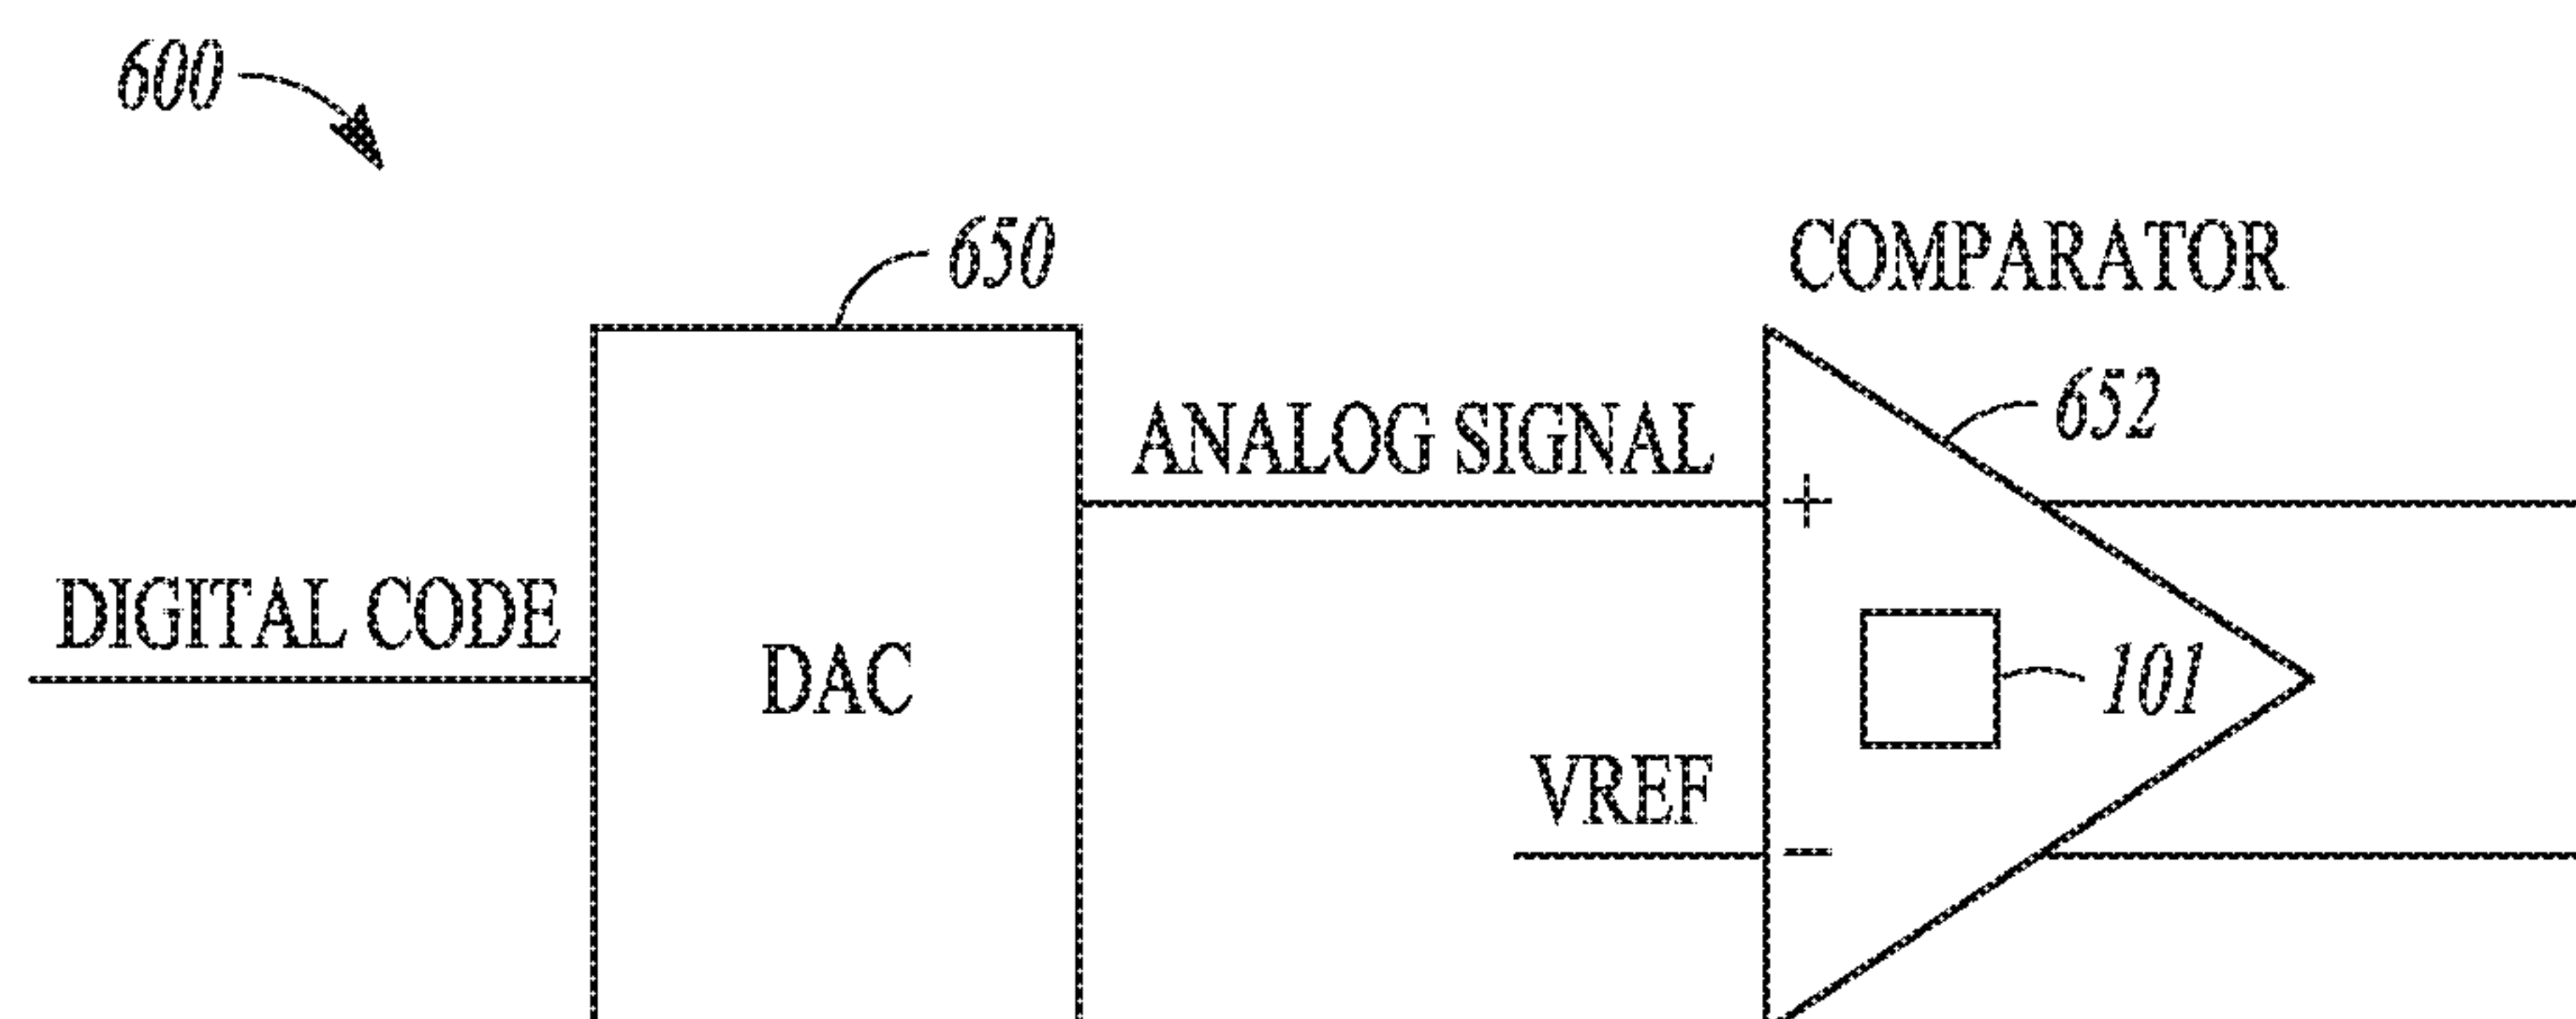 600
650
COMPARATOR
652
ANALOG SIGNAL
+
DIGITAL CODE
DAC
101
VREF
−